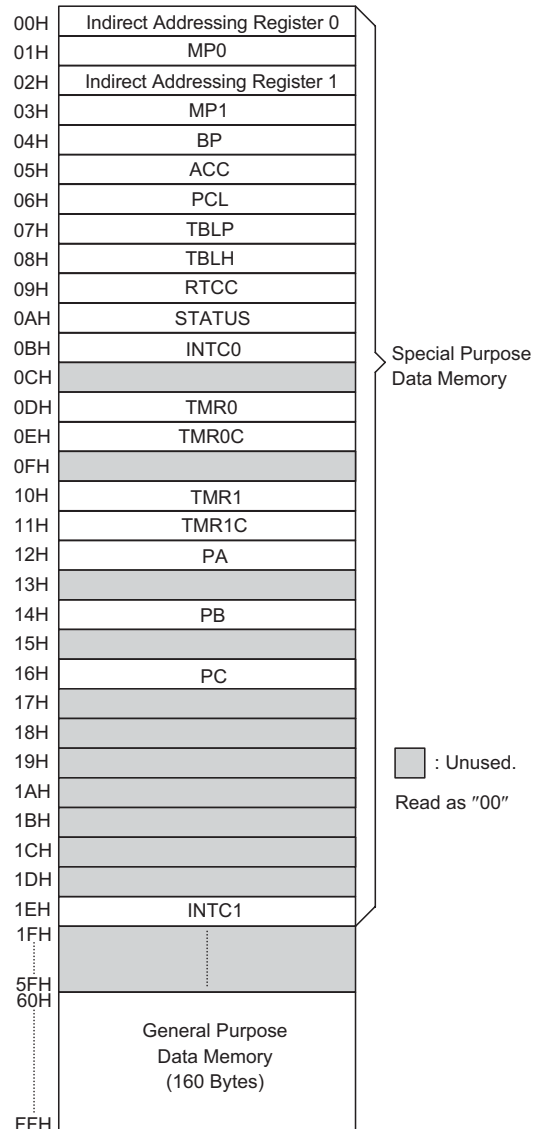 00H Indirect Addressing Register 0
01H MP0
02H Indirect Addressing Register 1
03H MP1
04H BP
05H ACC
06H PCL
07H TBLP
08H TBLH
09H RTCC
0AH STATUS
0BH INTC0
0CH
0DH TMR0
0EH TMR0C
0FH
10H TMR1
11H TMR1C
12H PA
13H
14H PB
15H
16H PC
17H
18H
19H
1AH
1BH
1CH
1DH
1EH INTC1
1FH
5FH
60H
General Purpose
Data Memory
(160 Bytes)
FFH
Special Purpose
Data Memory
: Unused.
Read as ″00″